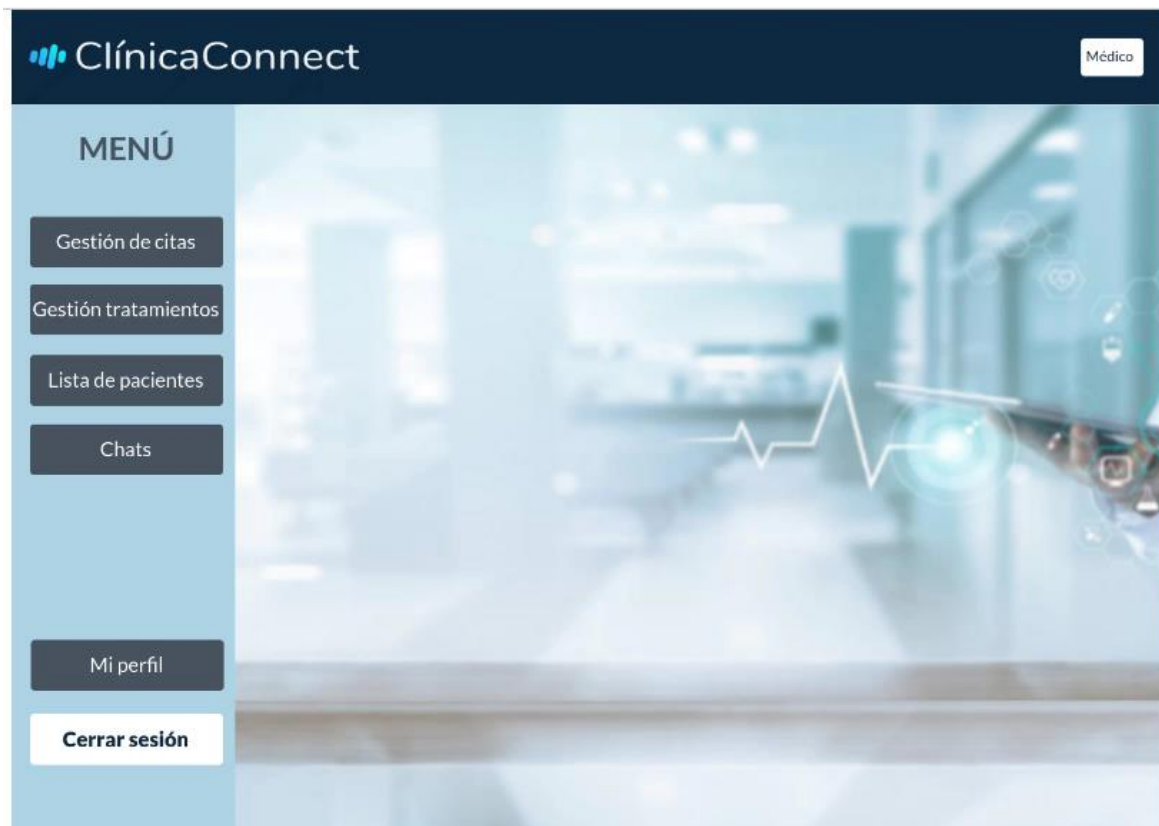 ClínicaConnect
Médico
MENÚ
Gestión de citas
Gestión tratamientos
Lista de pacientes
Chats
Mi perfil
Cerrar sesión